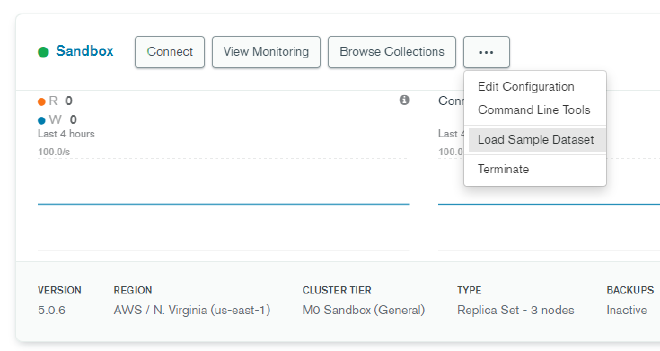 Sandbox Connect View Monitoring Browse Collections ...
Edit Configuration
Command Line Tools
Load Sample Dataset
Terminate
R 0
W 0
Last 4 hours
100.0/s
Conn
Last 4
100.0
VERSION REGION CLUSTER TIER TYPE BACKUPS
5.0.6 AWS / N. Virginia (us-east-1) M0 Sandbox (General) Replica Set - 3 nodes Inactive